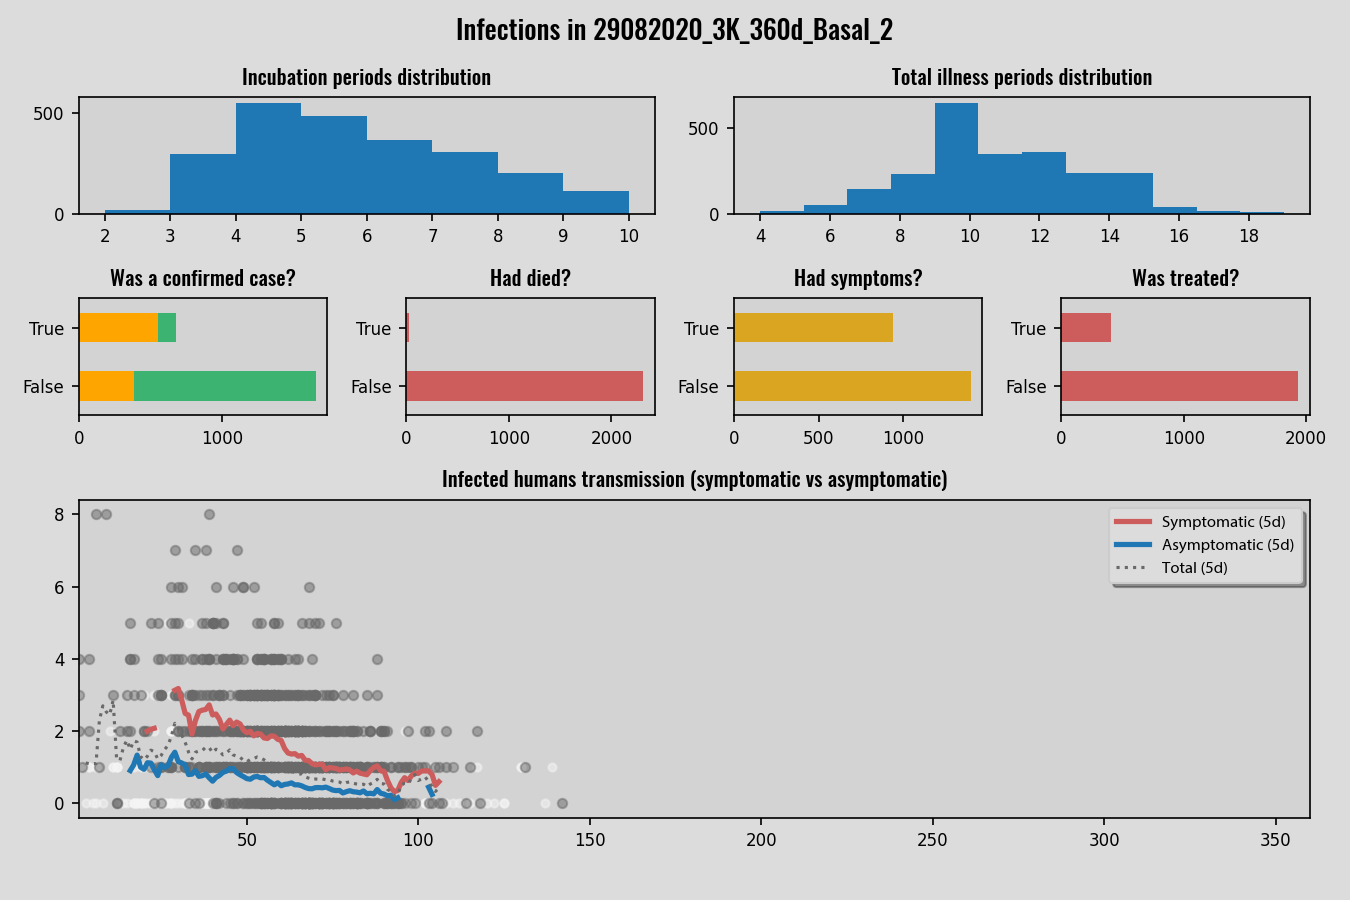 Infections in 29082020_3K_360d_Basal_2
Incubation periods distribution
Total illness periods distribution
500
0
2 3 4 5 6 7 8 9 10
500
0
4 6 8 10 12 14 16 18
Was a confirmed case?
Had died?
Had symptoms?
Was treated?
True
False
0 1000
True
False
0 1000 2000
True
False
0 500 1000
True
False
0 1000 2000
Infected humans transmission (symptomatic vs asymptomatic)
8
6
4
2
0
Symptomatic (5d)
Asymptomatic (5d)
Total (5d)
50 100 150 200 250 300 350